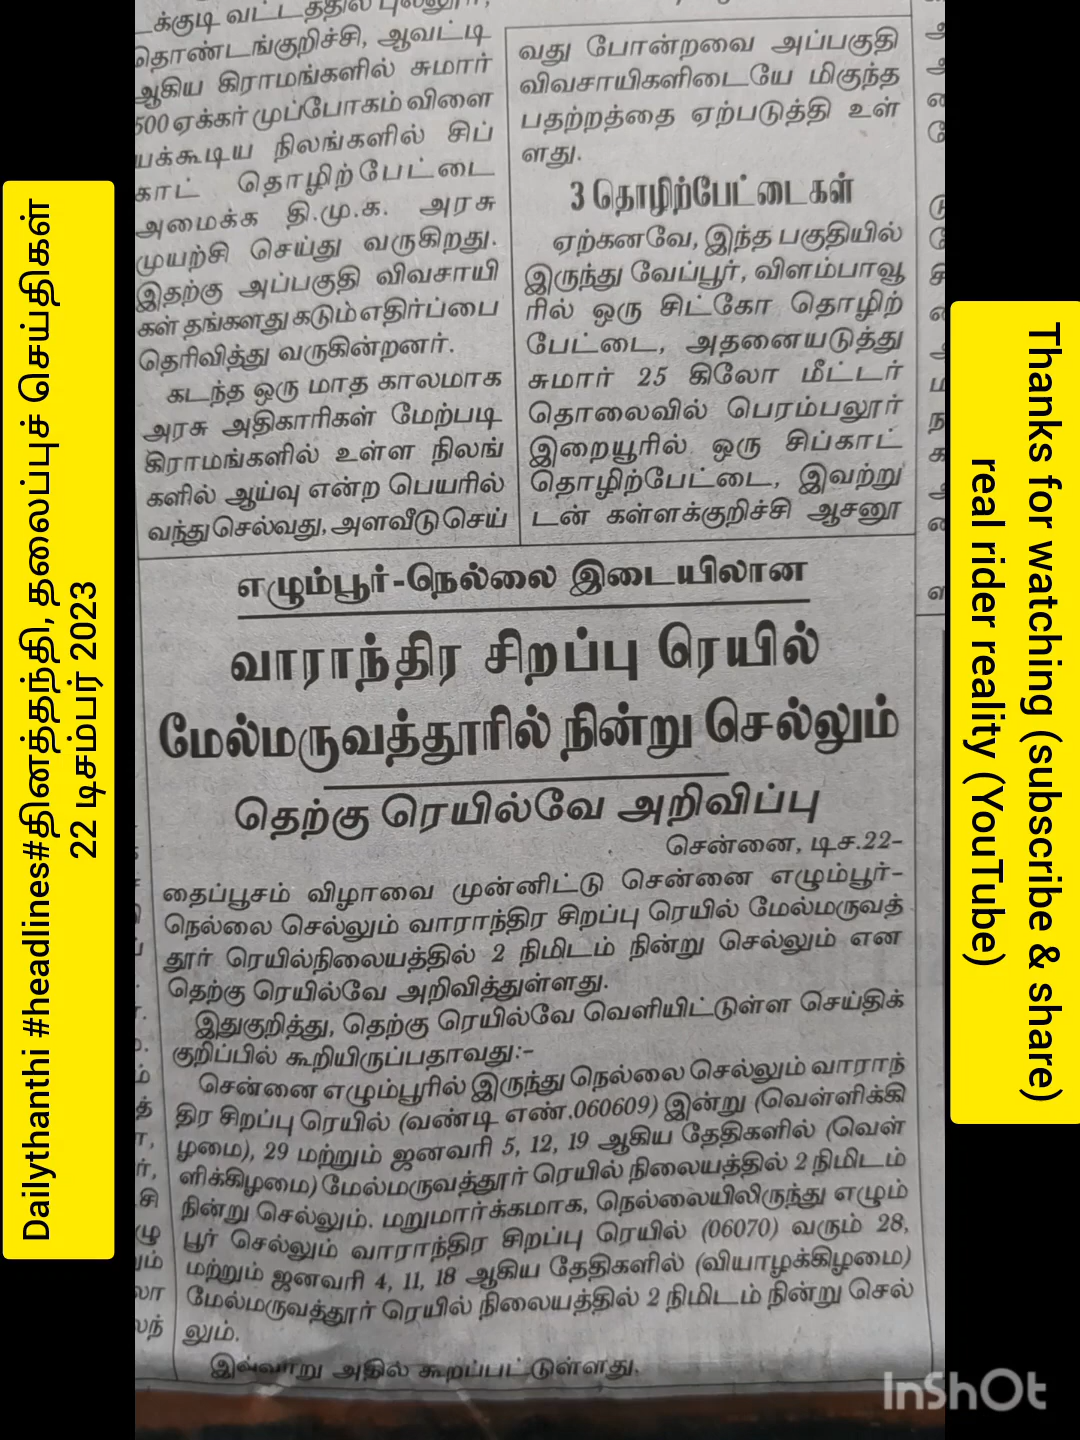 Dailythanthi #headlines#தினத்தந்தி, தலைப்புச் செய்திகள்
22 டிசம்பர் 2023
டக்குடி வட்டத்தில்
தொண்டங்குறிச்சி, ஆவட்டி
ஆகிய கிராமங்களில் சுமார்
500 ஏக்கர் முப்போகம் விளை
யக்கூடிய நிலங்களில் சிப்
காட் தொழிற்பேட்டை
அமைக்க தி.மு.க. அரசு
முயற்சி செய்து வருகிறது.
இதற்கு அப்பகுதி விவசாயி
கள் தங்களது கடும் எதிர்ப்பை
தெரிவித்து வருகின்றனர்.
கடந்த ஒரு மாத காலமாக
அரசு அதிகாரிகள் மேற்படி
கிராமங்களில் உள்ள நிலங்
களில் ஆய்வு என்ற பெயரில்
வந்து செல்வது, அளவீடு செய்
வது போன்றவை அப்பகுதி
விவசாயிகளிடையே மிகுந்த
பதற்றத்தை ஏற்படுத்தி உள்
ளது.
3 தொழிற்பேட்டைகள்
ஏற்கனவே, இந்த பகுதியில்
இருந்து வேப்பூர், விளம்பாவூ
ரில் ஒரு சிட்கோ தொழிற்
பேட்டை, அதனையடுத்து
சுமார் 25 கிலோ மீட்டர்
தொலைவில் பெரம்பலூர்
இறையூரில் ஒரு சிப்காட்
தொழிற்பேட்டை, இவற்று
டன் கள்ளக்குறிச்சி ஆசனூ
எழும்பூர்-நெல்லை இடையிலான
வாராந்திர சிறப்பு ரெயில்
மேல்மருவத்தூரில் நின்று செல்லும்
தெற்கு ரெயில்வே அறிவிப்பு
சென்னை, டிச.22-
தைப்பூசம் விழாவை முன்னிட்டு சென்னை எழும்பூர்-
நெல்லை செல்லும் வாராந்திர சிறப்பு ரெயில் மேல்மருவத்
தூர் ரெயில்நிலையத்தில் 2 நிமிடம் நின்று செல்லும் என
தெற்கு ரெயில்வே அறிவித்துள்ளது.
இதுகுறித்து, தெற்கு ரெயில்வே வெளியிட்டுள்ள செய்திக்
குறிப்பில் கூறியிருப்பதாவது:-
சென்னை எழும்பூரில் இருந்து நெல்லை செல்லும் வாராந்
திர சிறப்பு ரெயில் (வண்டி எண்.060609) இன்று (வெள்ளிக்கி
ழமை), 29 மற்றும் ஜனவரி 5, 12, 19 ஆகிய தேதிகளில் (வெள்
ளிக்கிழமை) மேல்மருவத்தூர் ரெயில் நிலையத்தில் 2 நிமிடம்
நின்று செல்லும். மறுமார்க்கமாக, நெல்லையிலிருந்து எழும்
பூர் செல்லும் வாராந்திர சிறப்பு ரெயில் (06070) வரும் 28,
மற்றும் ஜனவரி 4, 11, 18 ஆகிய தேதிகளில் (வியாழக்கிழமை)
மேல்மருவத்தூர் ரெயில் நிலையத்தில் 2 நிமிடம் நின்று செல்
லும்.
இவ்வாறு அதில் கூறப்பட்டுள்ளது.
Thanks for watching (subscribe & share)
real rider reality (YouTube)
InShOt